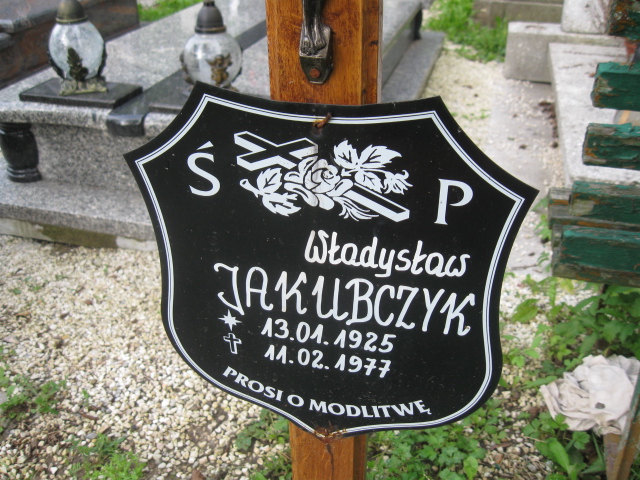 Ś P
Władysław
JAKUBCZYK
13.01.1925
11.02.1977
PROSI O MODLITWĘ